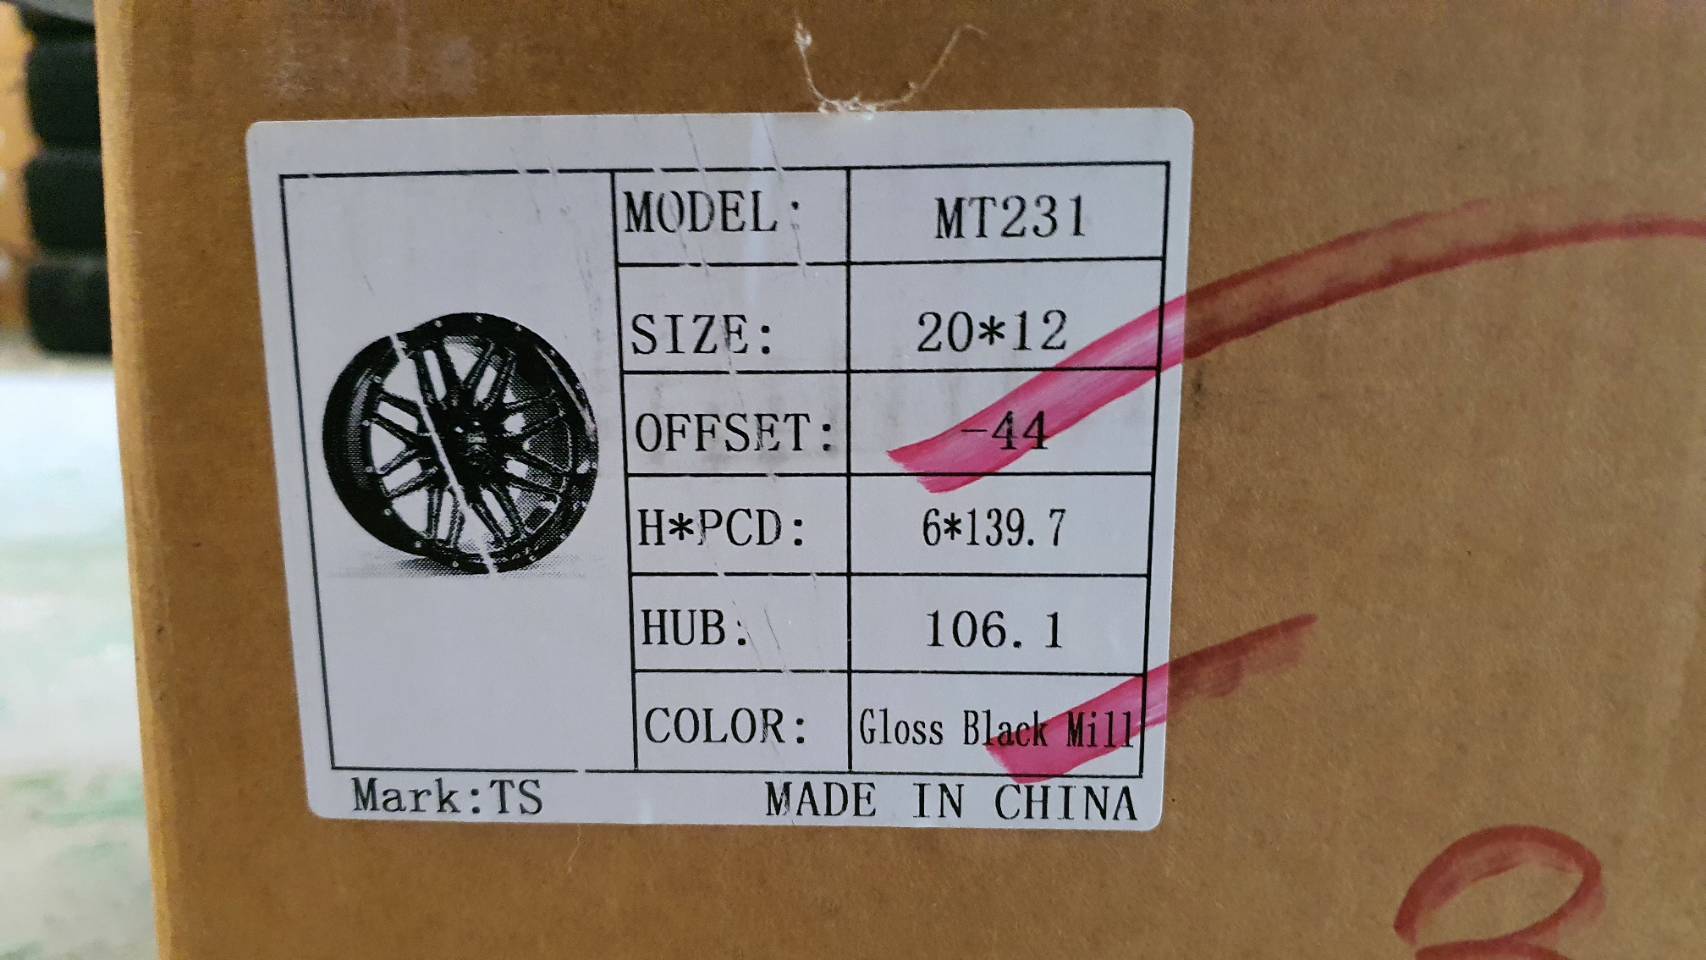 MODEL: MT231
SIZE: 20*12
OFFSET: -44
H*PCD: 6*139.7
HUB: 106.1
COLOR: Gloss Black Mill
Mark:TS MADE IN CHINA